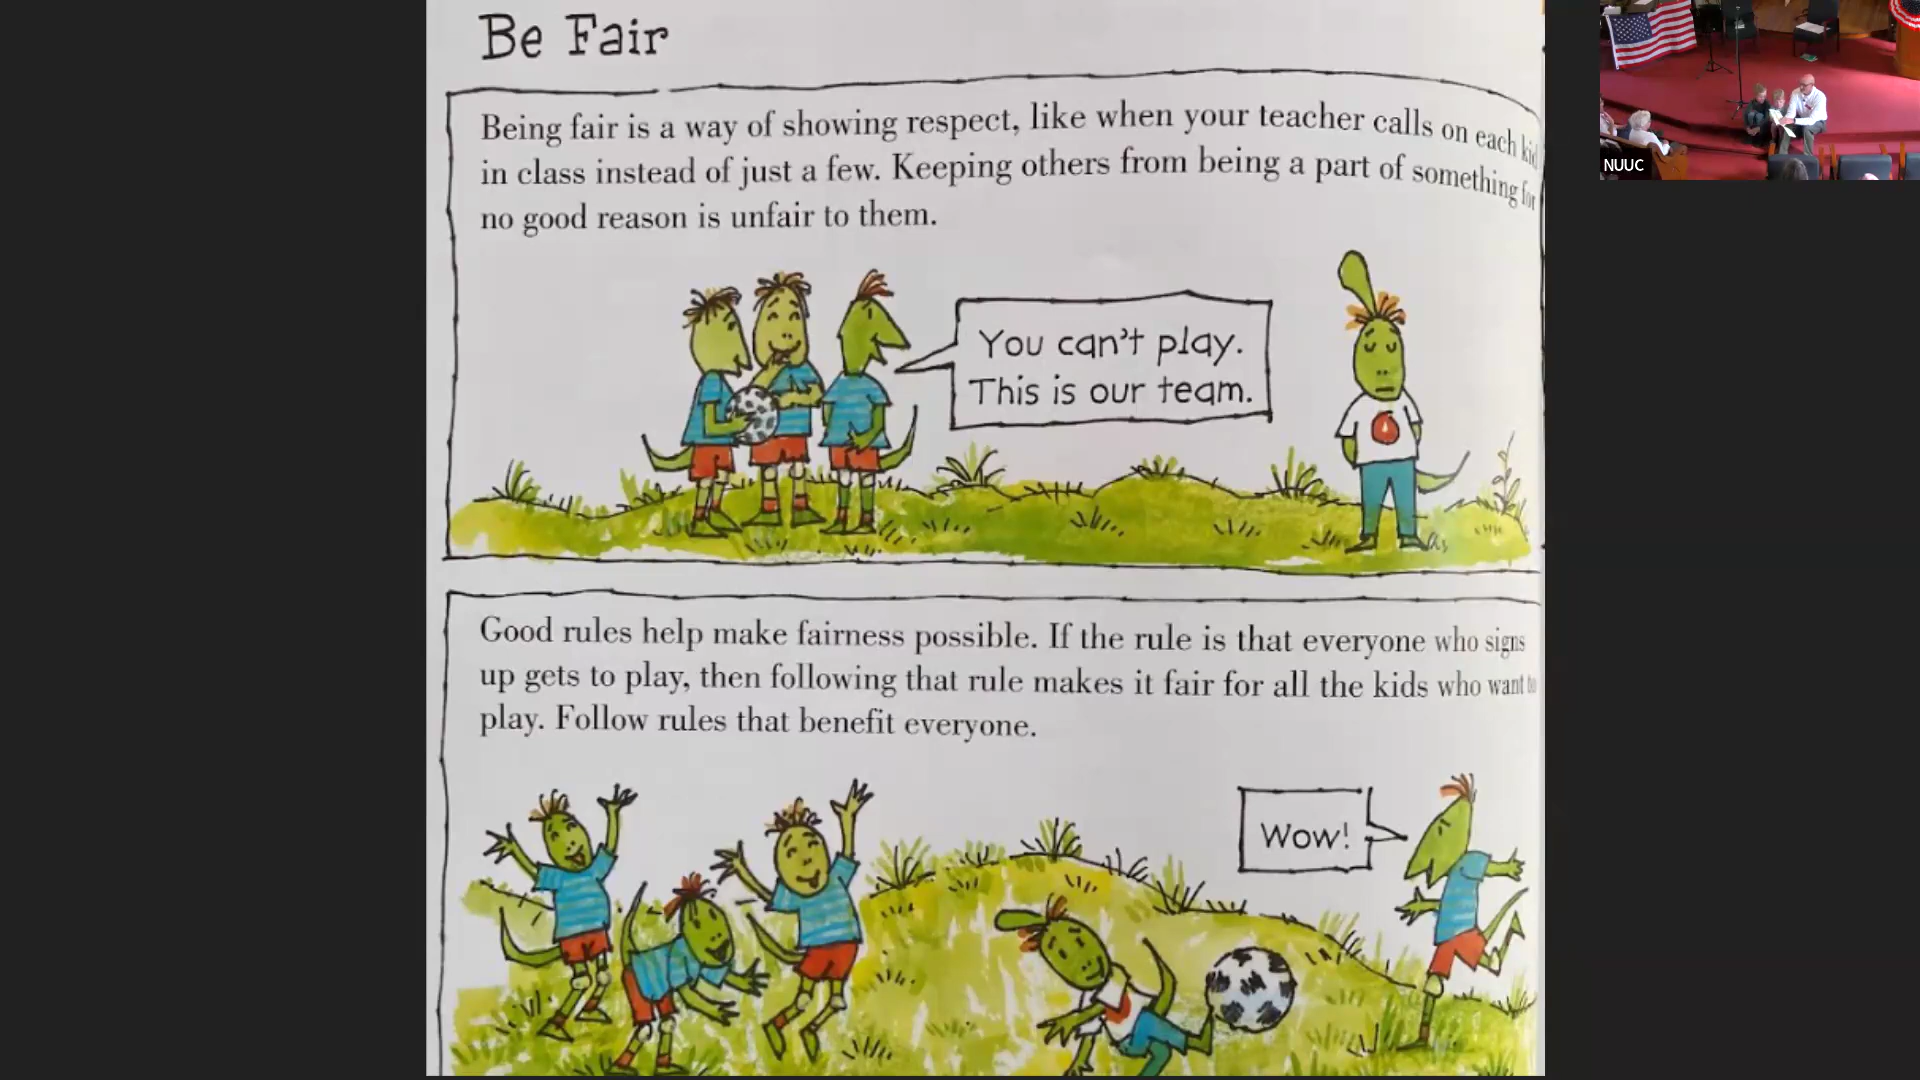 Be Fair
Being fair is a way of showing respect, like when your teacher calls on each kid
in class instead of just a few. Keeping others from being a part of something for
no good reason is unfair to them.
You can't play.
This is our team.
Good rules help make fairness possible. If the rule is that everyone who signs
up gets to play, then following that rule makes it fair for all the kids who want to
play. Follow rules that benefit everyone.
Wow!
NUUC